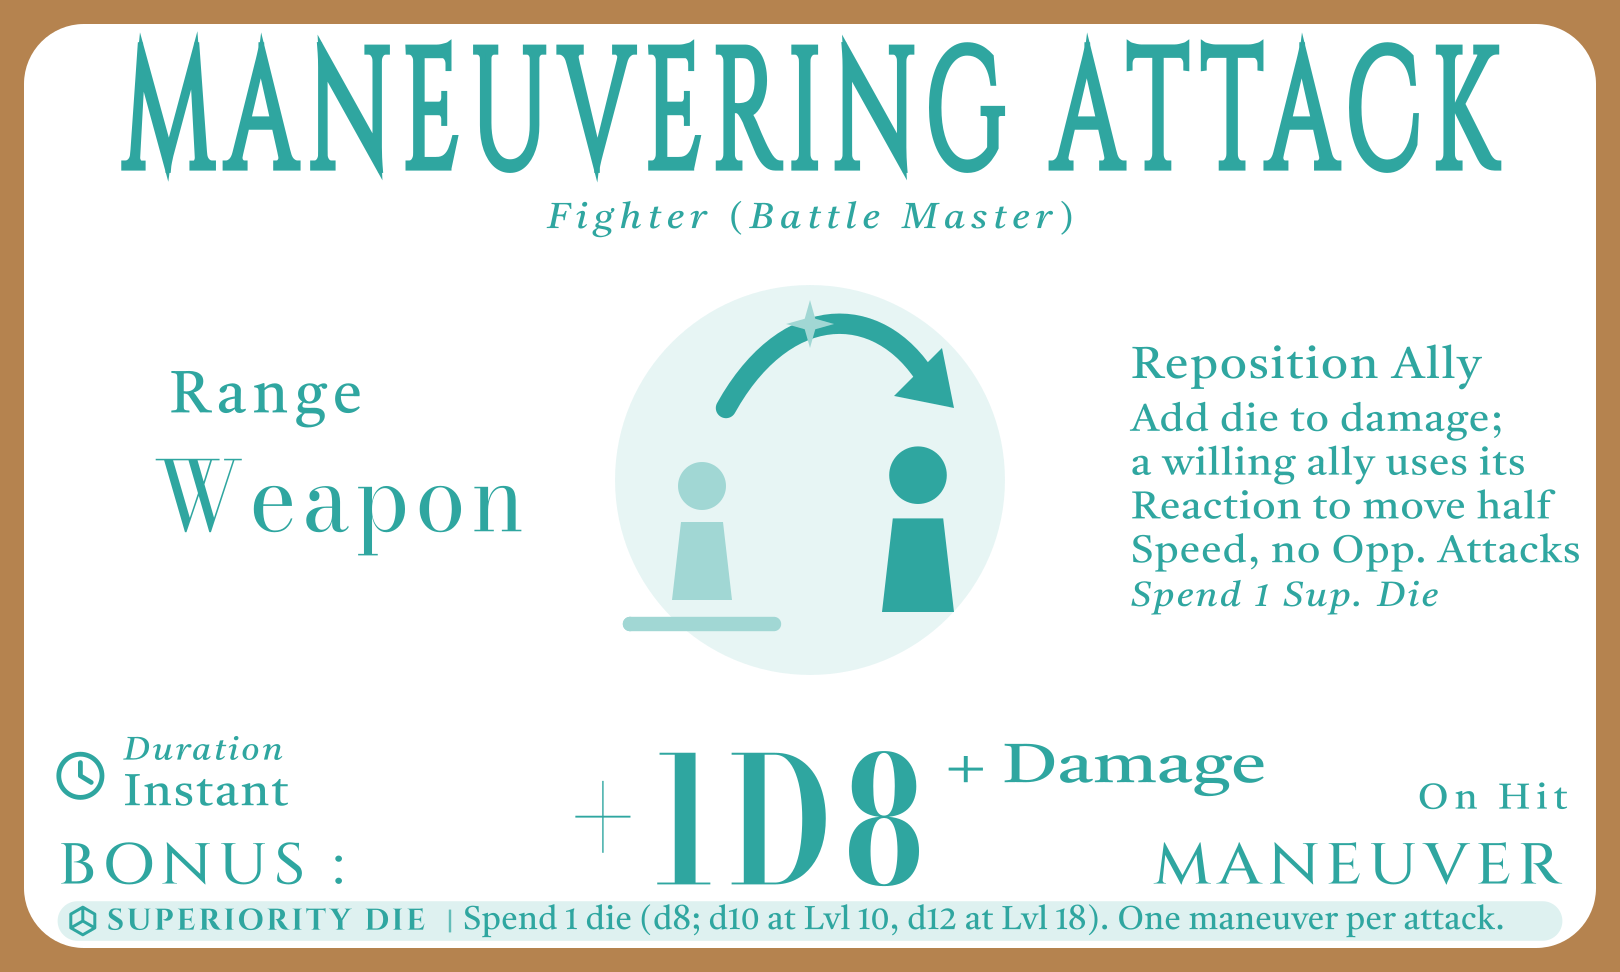 MANEUVERING ATTACK
Fighter (Battle Master)
Range
Weapon
Reposition Ally
Add die to damage;
a willing ally uses its
Reaction to move half
Speed, no Opp. Attacks
Spend 1 Sup. Die
Duration
Instant
BONUS :
+ 1D8 + Damage
On Hit
MANEUVER
SUPERIORITY DIE | Spend 1 die (d8; d10 at Lvl 10, d12 at Lvl 18). One maneuver per attack.